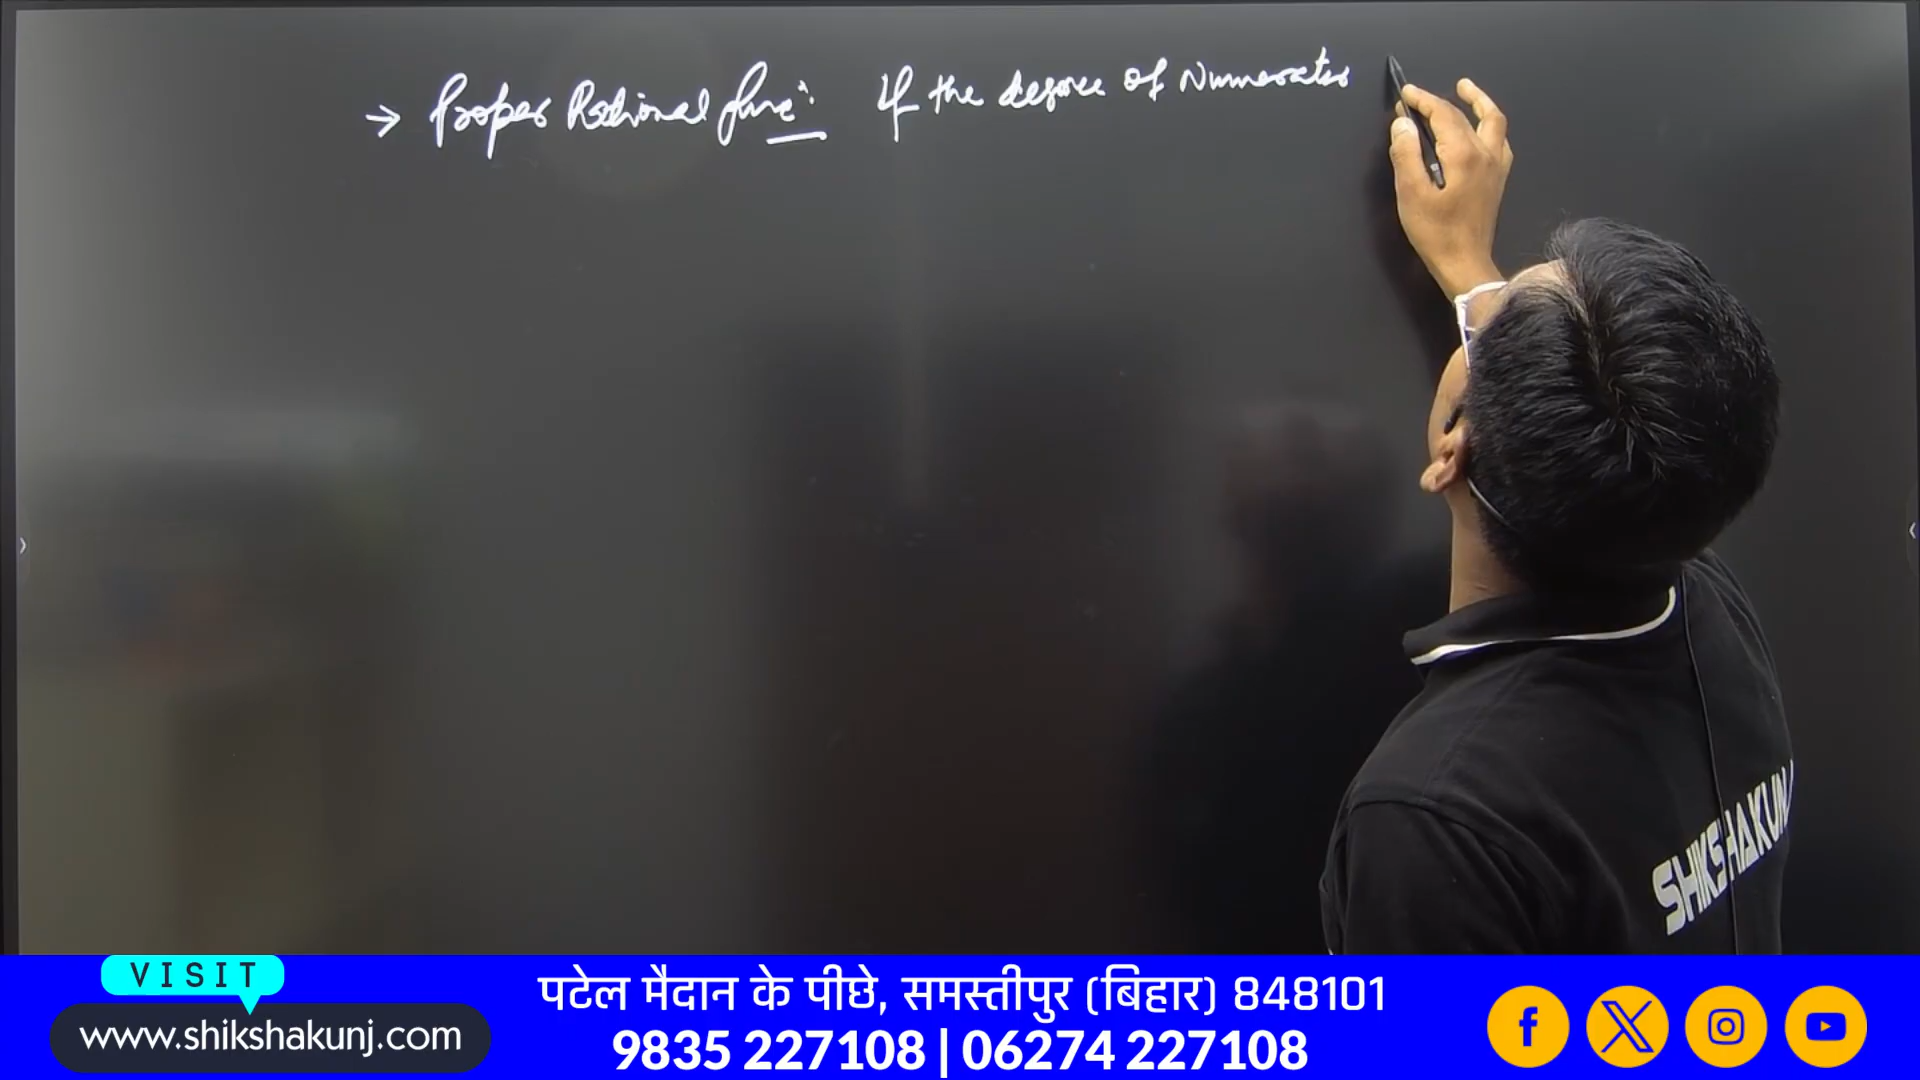 → Proper Rational func: If the degree of Numerator
SHIKSHAKUNJ
VISIT
www.shikshakunj.com
पटेल मैदान के पीछे, समस्तीपुर (बिहार) 848101
9835 227108 | 06274 227108